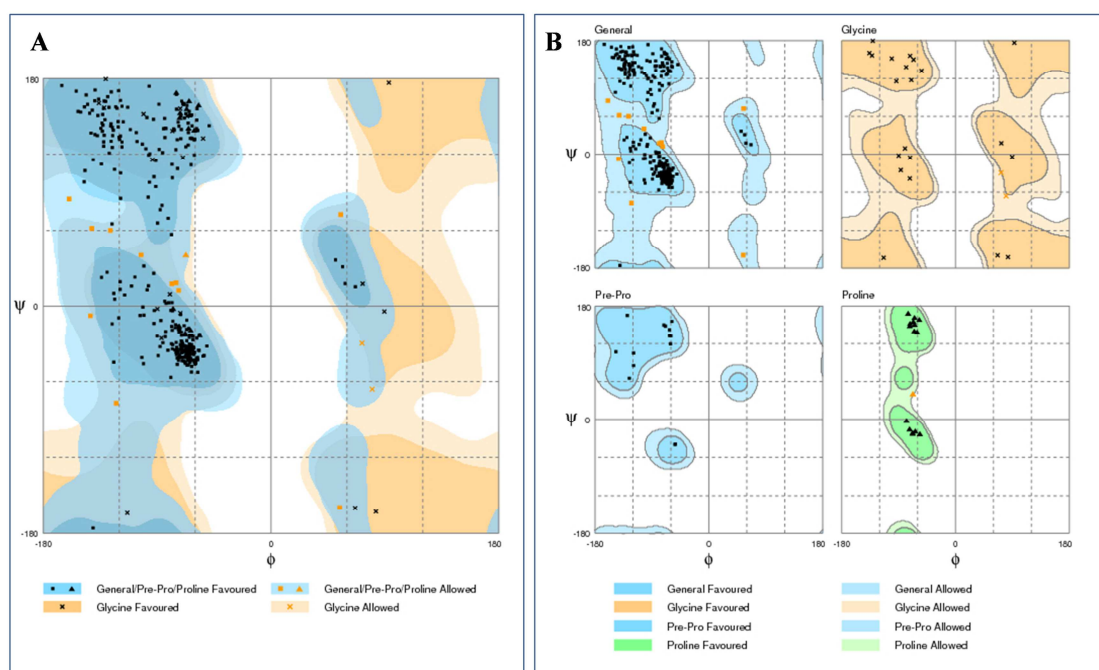 A
180
ψ 0
-180
-180 0 180
ϕ
General/Pre-Pro/Proline Favoured General/Pre-Pro/Proline Allowed
Glycine Favoured Glycine Allowed
B
General Glycine
180
ψ 0
-180
Pre-Pro Proline
180
ψ 0
-180
-180 0 180 -180 0 180
ϕ ϕ
General Favoured General Allowed
Glycine Favoured Glycine Allowed
Pre-Pro Favoured Pre-Pro Allowed
Proline Favoured Proline Allowed